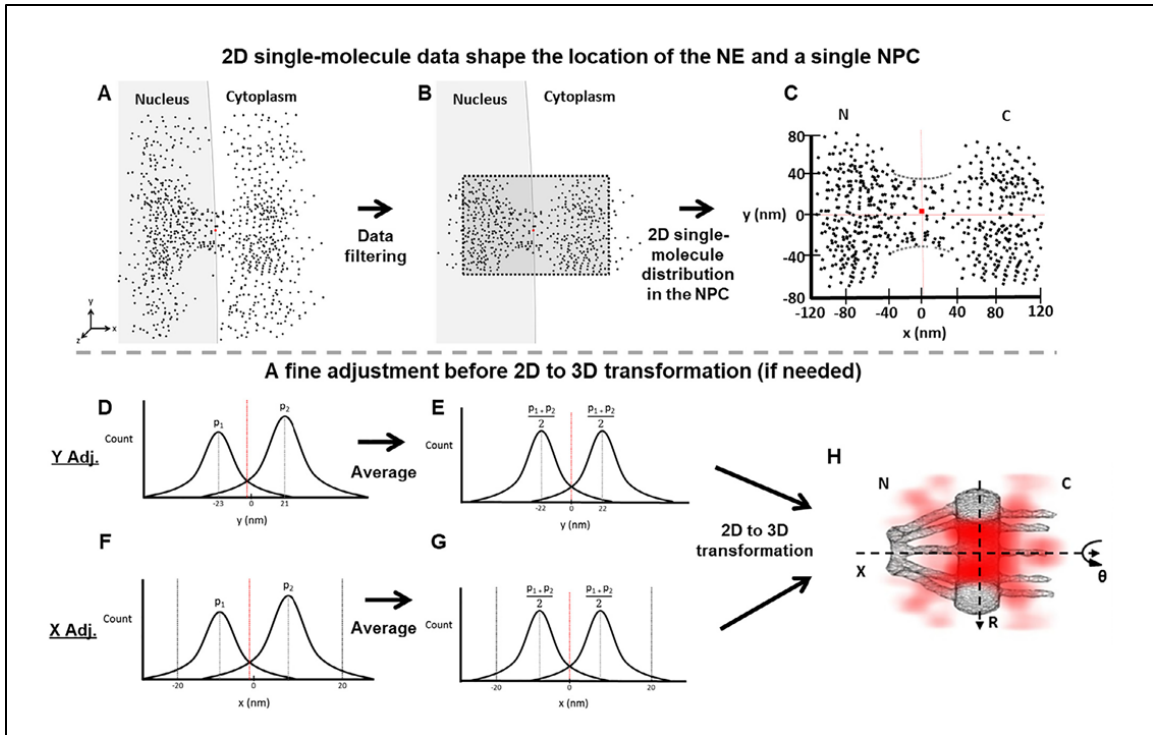 2D single-molecule data shape the location of the NE and a single NPC
A
Nucleus
Cytoplasm
y
x
z
Data
filtering
B
Nucleus
Cytoplasm
2D single-
molecule
distribution
in the NPC
C
N
C
80
40
y (nm) 0
-40
-80
-120 -80 -40 0 40 80 120
x (nm)
A fine adjustment before 2D to 3D transformation (if needed)
Y Adj.
D
Count
p1
p2
-23 0 21
y (nm)
Average
E
Count
p1 + p2
2
p1 + p2
2
-22 0 22
y (nm)
X Adj.
F
Count
p1
p2
-20 0 20
x (nm)
Average
G
Count
p1 + p2
2
p1 + p2
2
-20 0 20
x (nm)
2D to 3D
transformation
H
N
C
X
θ
R